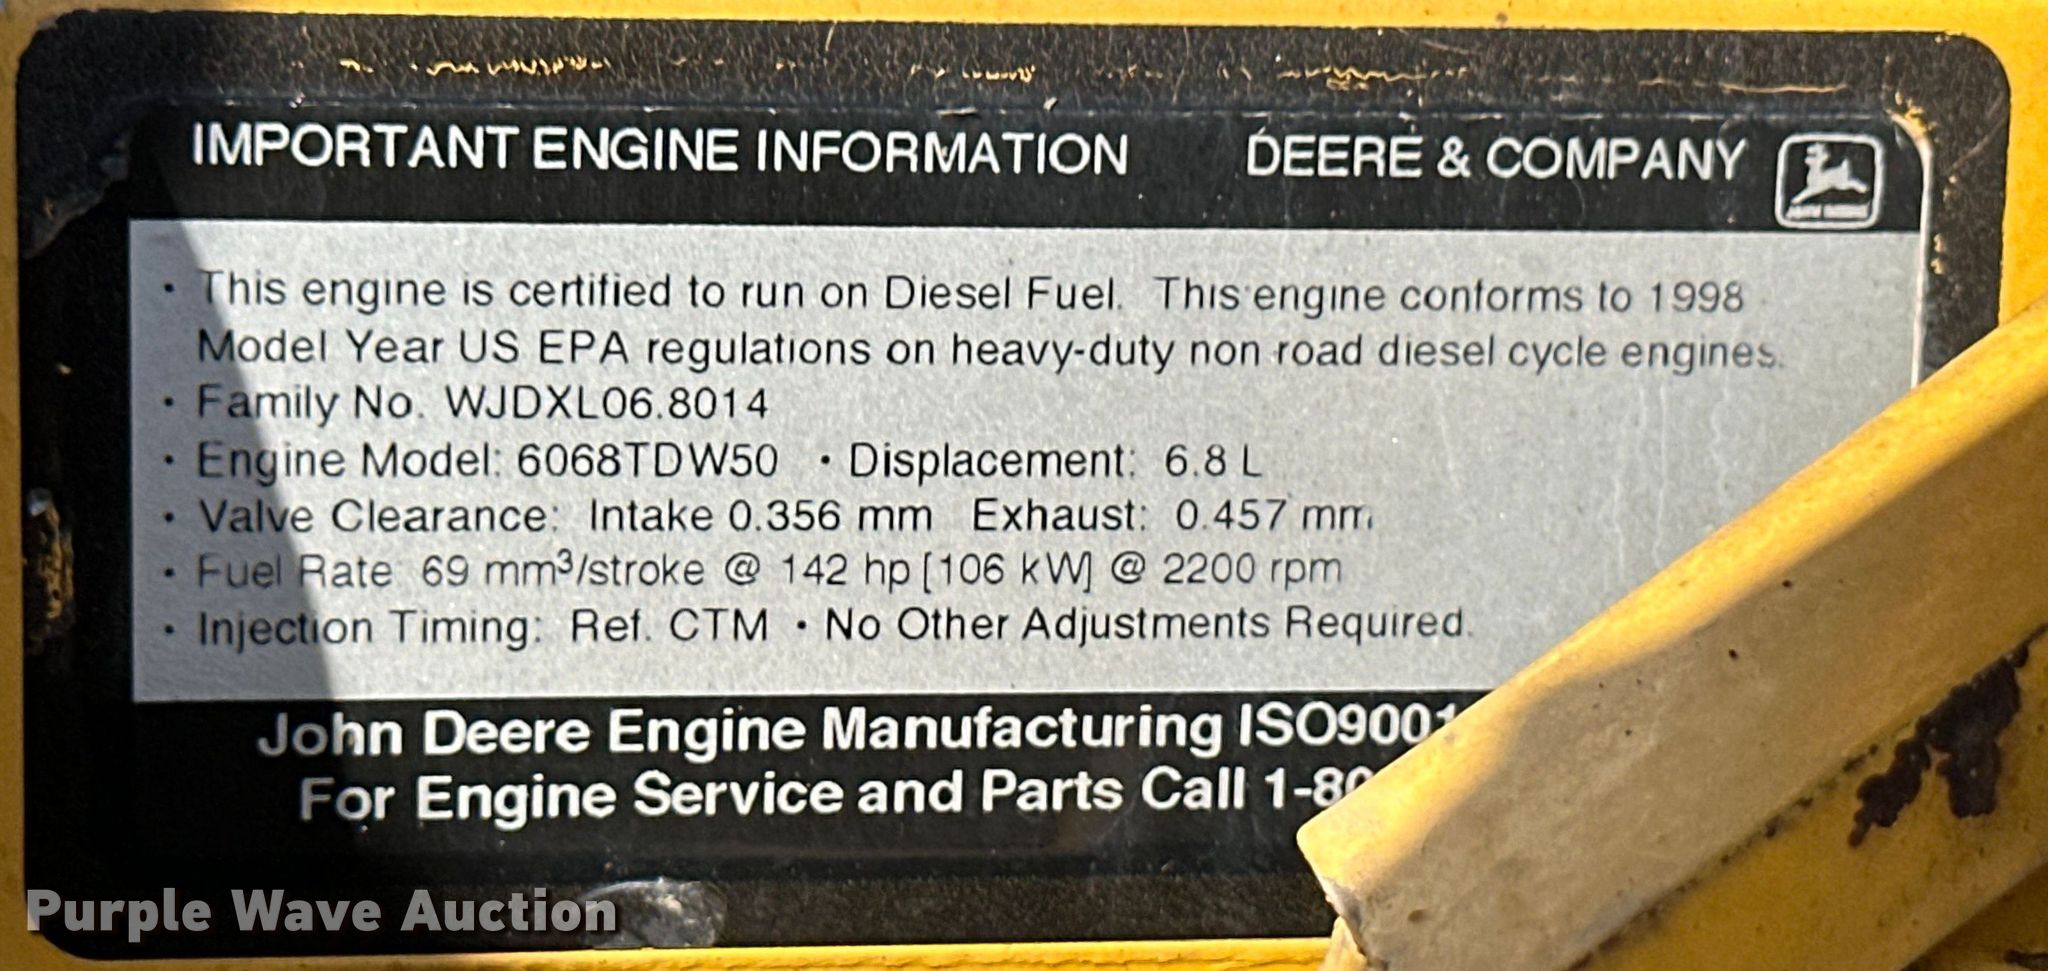 IMPORTANT ENGINE INFORMATION DEERE & COMPANY
· This engine is certified to run on Diesel Fuel. This engine conforms to 1998
Model Year US EPA regulations on heavy-duty non road diesel cycle engines.
· Family No. WJDXL06.8014
· Engine Model: 6068TDW50 · Displacement: 6.8 L
· Valve Clearance: Intake 0.356 mm Exhaust: 0.457 mm
· Fuel Rate 69 mm³/stroke @ 142 hp [106 kW] @ 2200 rpm
· Injection Timing: Ref. CTM · No Other Adjustments Required.
John Deere Engine Manufacturing ISO9001
For Engine Service and Parts Call 1-80
Purple Wave Auction